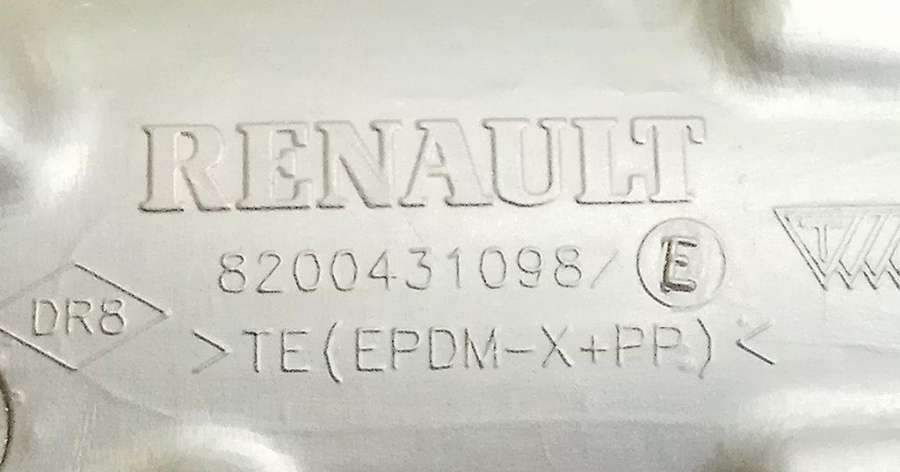 RENAULT
8200431098/ E
DR8
>TE(EPDM-X+PP)<